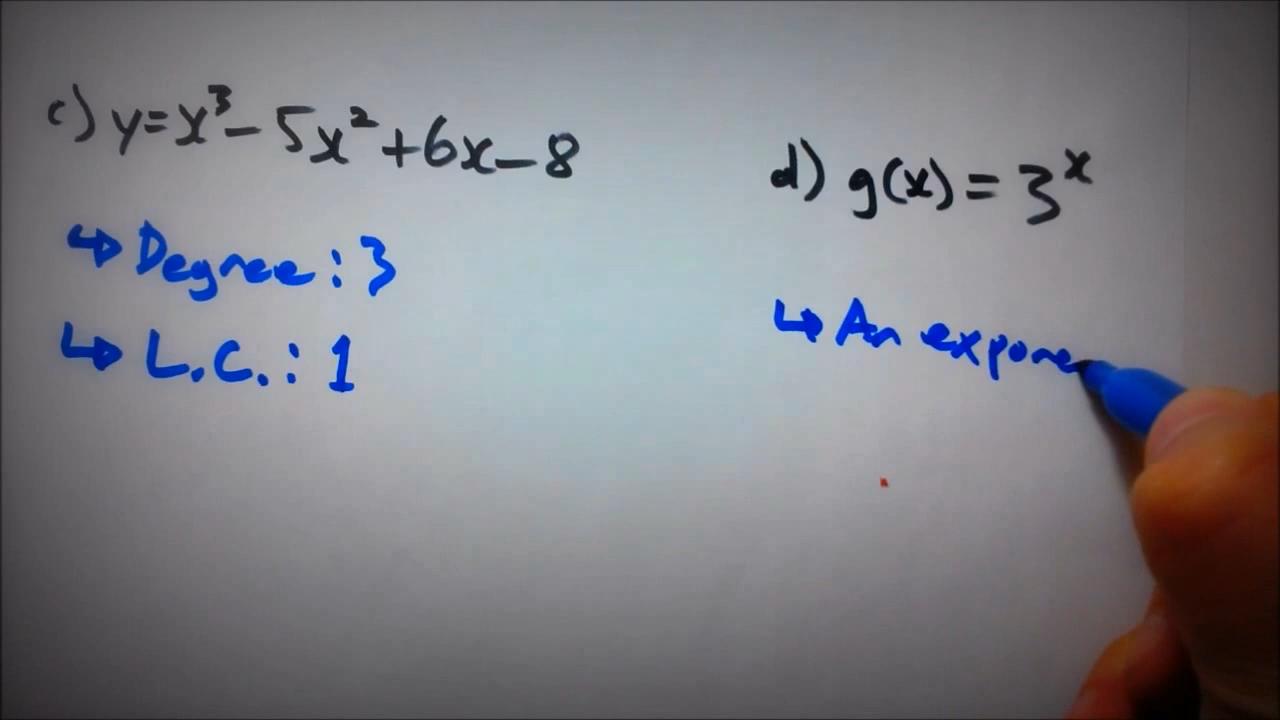 c) y=x³-5x²+6x-8
↳ Degree: 3
↳ L.C.: 1
d) g(x) = 3ˣ
↳ An expone